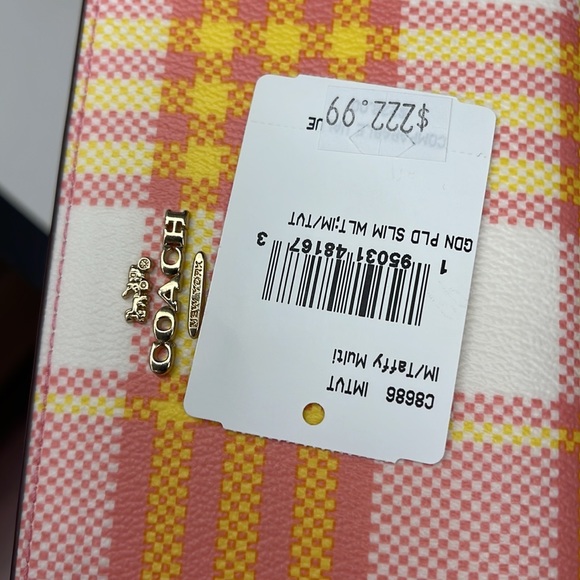 COACH
NEW YORK
C8686 IMTVT
IM/Taffy Multi
1 95031 48167 3
GDN PLD SLIM WLT;IM/TVT
UE
$222.99